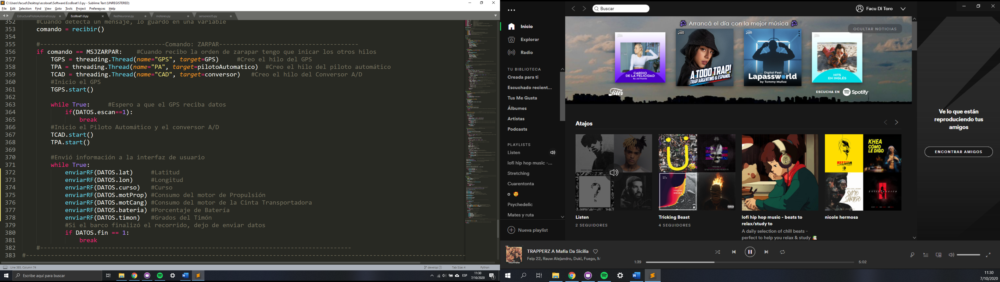 C:\Users\facud\Desktop\ecoboat\Software\EcoBoat1.0.py - Sublime Text (UNREGISTERED)
File Edit Selection Find View Goto Tools Project Preferences Help
EstructuraPilotoAutomatico.py EcoBoat1.0.py RedNeuronal.py motores.py sensoresUS.py
352 #Cuando detecta un mensaje, lo guardo en una variable
353 comando = recibir()
354
355 #-----------------------------------Comando: ZARPAR---------------------------------------
356 if comando == MSJZARPAR: #Cuando recibo la orden de zarapar tengo que inicar los otros hilos
357 TGPS = threading.Thread(name="GPS", target=GPS) #Creo el hilo del GPS
358 TPA = threading.Thread(name="PA", target=pilotoAutomatico) #Creo el hilo del piloto automático
359 TCAD = threading.Thread(name="CAD", target=conversor) #Creo el hilo del Conversor A/D
360 #Inicio el GPS
361 TGPS.start()
362
363 while True: #Espero a que el GPS reciba datos
364 if(DATOS.escan==1):
365 break
366 #Inicio el Piloto Automático y el conversor A/D
367 TCAD.start()
368 TPA.start()
369
370 #Envió información a la interfaz de usuario
371 while True:
372 enviarRF(DATOS.lat) #Latitud
373 enviarRF(DATOS.lon) #Longitud
374 enviarRF(DATOS.curso) #Curso
375 enviarRF(DATOS.motProp) #Consumo del motor de Propulsión
376 enviarRF(DATOS.motCang) #Consumo del motor de la Cinta Transportadora
377 enviarRF(DATOS.bateria) #Porcentaje de Batería
378 enviarRF(DATOS.timon) #Grados del Timón
379 #Si el barco finalizó el recorrido, dejo de enviar datos
380 if DATOS.fin == 1:
381 break
382 #---------------------------------------------------------------------------------------
383 #---------------------------------------------------------------------------------------------------------------------------
Line 385, Column 74
develop
Tab Size: 4
Python
Escribe aquí para buscar
ESP
11:30
7/10/2020
Buscar
Facu Di Toro
Inicio
Explorar
Radio
TU BIBLIOTECA
Creada para ti
Escuchado recient...
Tus Me Gusta
Álbumes
Artistas
Podcasts
PLAYLISTS
Listen
lofi hip hop music -...
Stretching
Cuarentonta
o 🥰
Psychedelic
Mates y ruta
Nueva playlist
🎶 Arrancá el día con la mejor música 🎶
OCULTAR NOTICIAS
CARDIO
DE LA FELICIDAD
By Juli Puente
A TODO TRAP!
TRAP ARGENTINO & ESPAÑOL
Digital Fest
Lapassw*rld
by Tommy Muñoz
HITS
EN INGLÉS
Filtr
ESCUCHA EN Spotify
Atajos
KHEA
CÓMO
LE DIGO
SEXTO
SENTIDO
Listen
2 SEGUIDORES
Tricking Beast
4 SEGUIDORES
lofi hip hop music - beats to
relax/study to
A daily selection of chill beats -
perfect to help you relax & study 📚
nicole hermosa
Ve lo que están
reproduciendo tus
amigos
ENCONTRAR AMIGOS
TRAPPERZ
TRAPPERZ A Mafia Da Sicilia
Felp 22, Rauw Alejandro, Duki, Fuego, M
1:39
5:02
11:30
7/10/2020